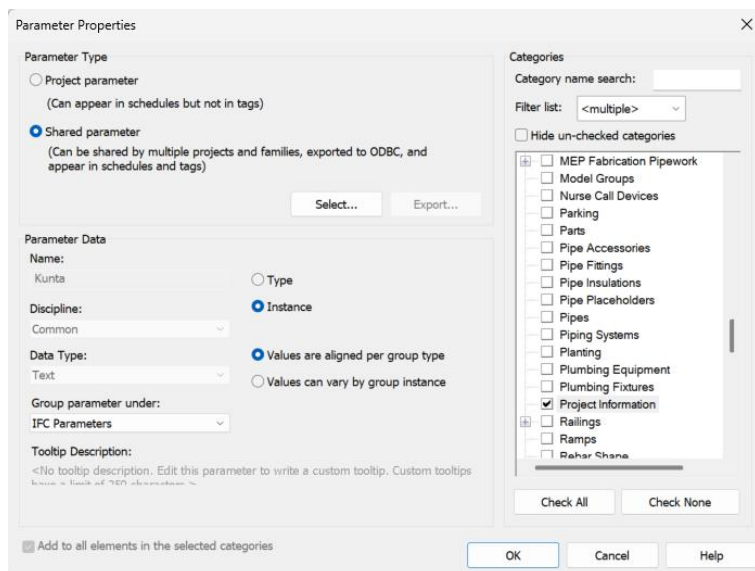 Parameter Properties
Parameter Type
Project parameter
(Can appear in schedules but not in tags)
Shared parameter
(Can be shared by multiple projects and families, exported to ODBC, and
appear in schedules and tags)
Select...
Export...
Parameter Data
Name:
Kunta
Type
Instance
Discipline:
Common
Data Type:
Text
Values are aligned per group type
Values can vary by group instance
Group parameter under:
IFC Parameters
Tooltip Description:
<No tooltip description. Edit this parameter to write a custom tooltip. Custom tooltips
have a limit of 250 characters.>
Add to all elements in the selected categories
Categories
Category name search:
Filter list:
<multiple>
Hide un-checked categories
MEP Fabrication Pipework
Model Groups
Nurse Call Devices
Parking
Parts
Pipe Accessories
Pipe Fittings
Pipe Insulations
Pipe Placeholders
Pipes
Piping Systems
Planting
Plumbing Equipment
Plumbing Fixtures
Project Information
Railings
Ramps
Rebar Shape
Check All
Check None
OK
Cancel
Help